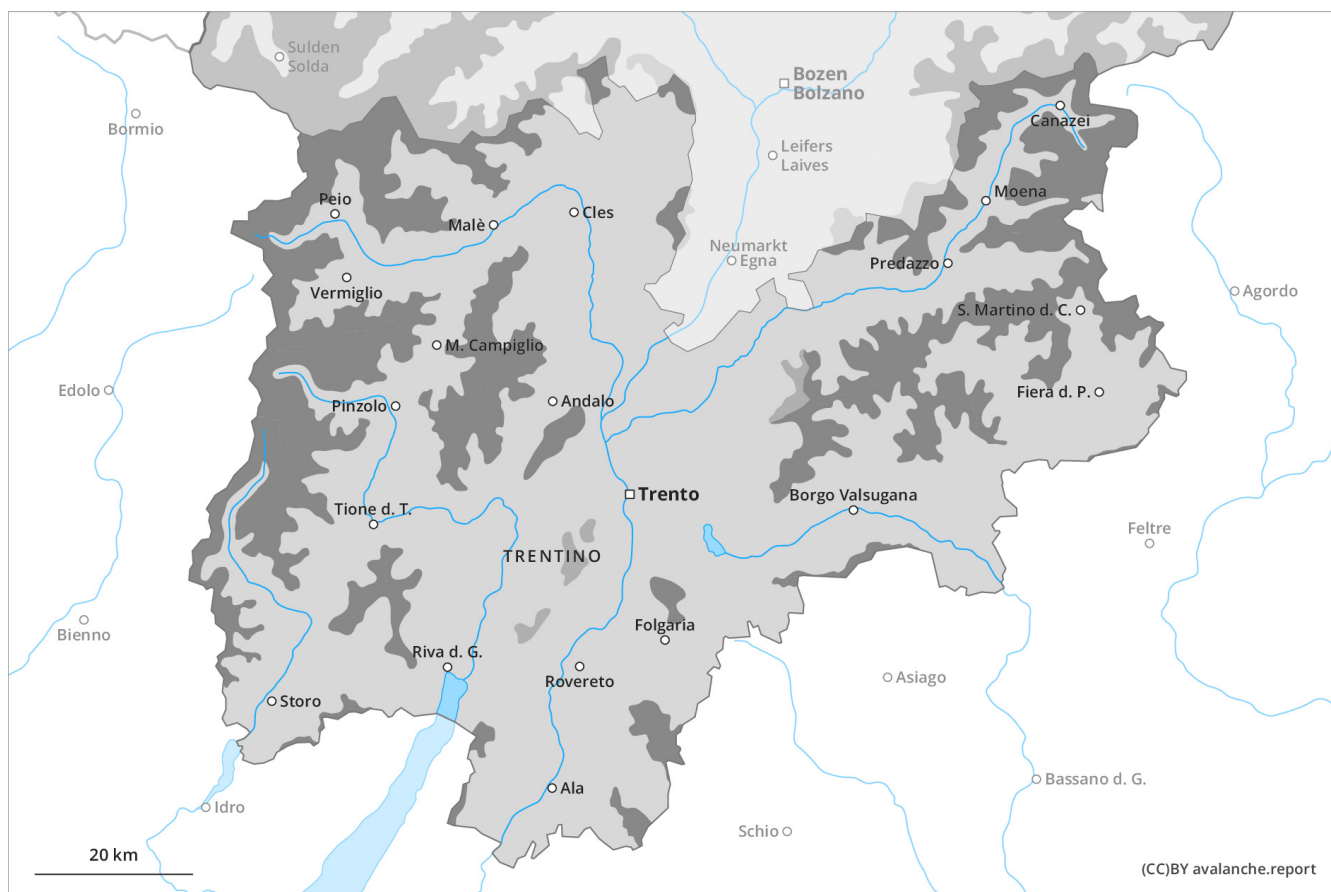 Sulden
Solda
Bozen
Bolzano
Bormio
Canazei
Leifers
Laives
Peio
Moena
Malè
Cles
Neumarkt
Egna
Predazzo
Vermiglio
Agordo
S. Martino d. C.
M. Campiglio
Edolo
Pinzolo
Andalo
Fiera d. P.
Trento
Borgo Valsugana
Tione d. T.
Feltre
TRENTINO
Bienno
Folgaria
Riva d. G.
Rovereto
Asiago
Storo
Bassano d. G.
Ala
Idro
Schio
20 km
(CC)BY avalanche.report